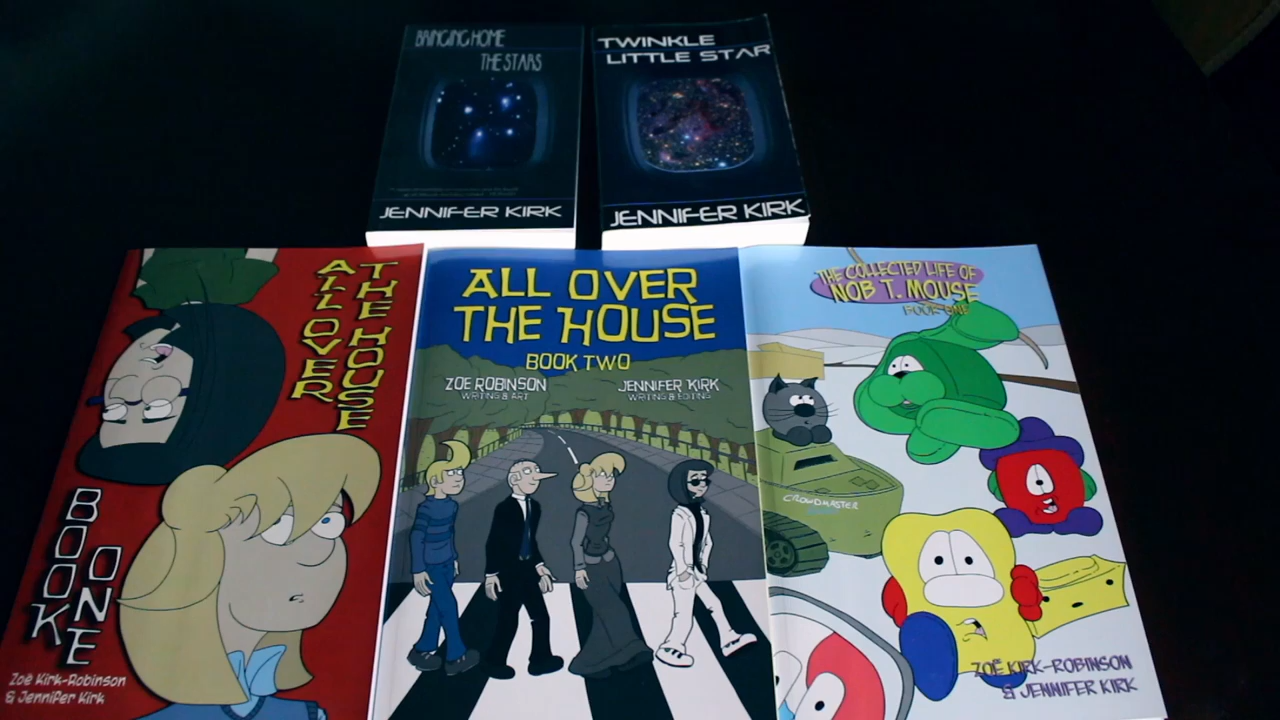 BRINGING HOME
THE STARS
JENNIFER KIRK
TWINKLE
LITTLE STAR
JENNIFER KIRK
ALL OVER
THE HOUSE
BOOK
ONE
Zoë Kirk-Robinson
& Jennifer Kirk
ALL OVER
THE HOUSE
BOOK TWO
ZOE ROBINSON
WRITING & ART
JENNIFER KIRK
WRITING & EDITING
THE COLLECTED LIFE OF
NOB T. MOUSE
BOOK ONE
CROWDMASTER
ZOË KIRK-ROBINSON
& JENNIFER KIRK